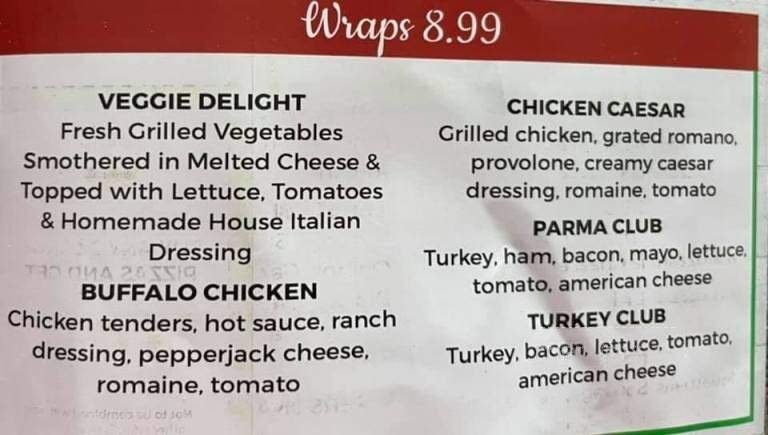 Wraps 8.99
VEGGIE DELIGHT
Fresh Grilled Vegetables
Smothered in Melted Cheese &
Topped with Lettuce, Tomatoes
& Homemade House Italian
Dressing
BUFFALO CHICKEN
Chicken tenders, hot sauce, ranch
dressing, pepperjack cheese,
romaine, tomato
CHICKEN CAESAR
Grilled chicken, grated romano,
provolone, creamy caesar
dressing, romaine, tomato
PARMA CLUB
Turkey, ham, bacon, mayo, lettuce,
tomato, american cheese
TURKEY CLUB
Turkey, bacon, lettuce, tomato,
american cheese